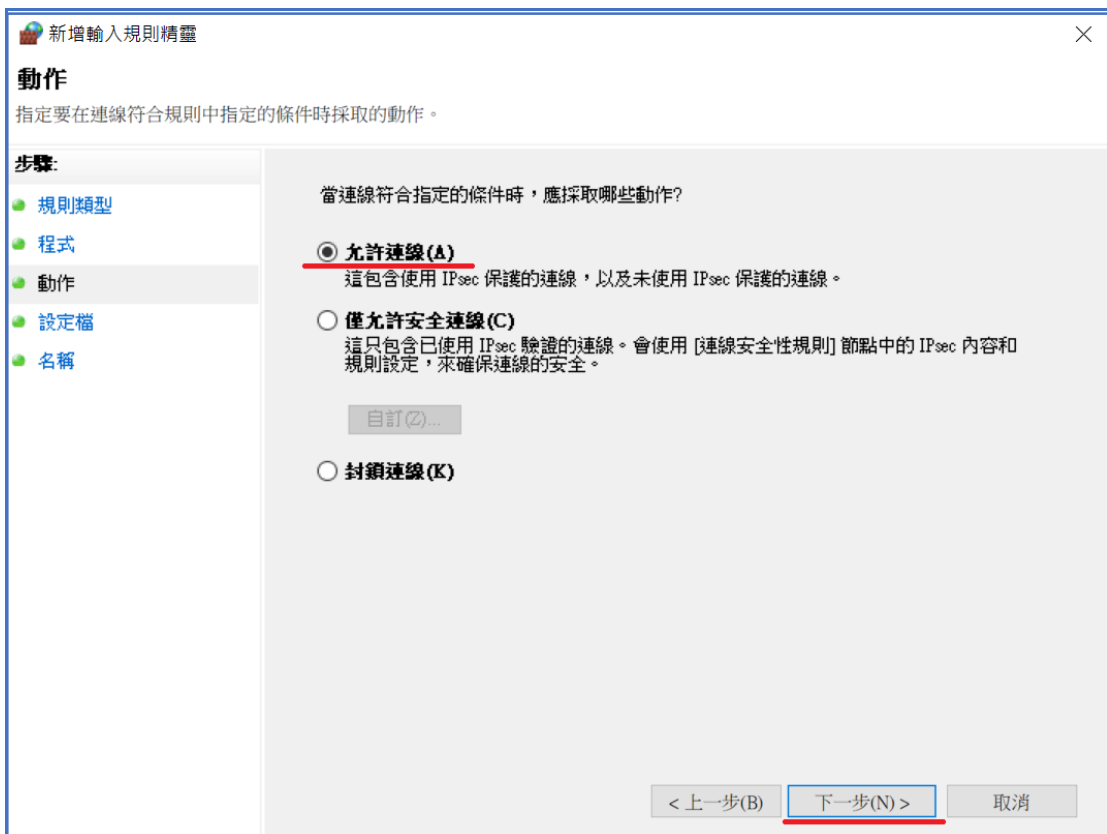 新增輸入規則精靈
動作
指定要在連線符合規則中指定的條件時採取的動作。
步驟:
規則類型
程式
動作
設定檔
名稱
當連線符合指定的條件時，應採取哪些動作?
允許連線(A)
這包含使用 IPsec 保護的連線，以及未使用 IPsec 保護的連線。
僅允許安全連線(C)
這只包含已使用 IPsec 驗證的連線。會使用 [連線安全性規則] 節點中的 IPsec 內容和
規則設定，來確保連線的安全。
自訂(Z)...
封鎖連線(K)
< 上一步(B) 下一步(N) > 取消